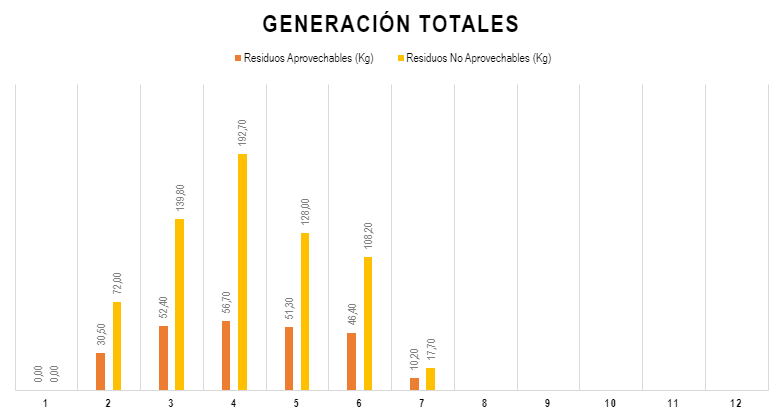 GENERACIÓN TOTALES
Residuos Aprovechables (Kg) Residuos No Aprovechables (Kg)
0,00 0,00 30,50 72,00 52,40 139,80 56,70 192,70 51,30 128,00 46,40 108,20 10,20 17,70
1 2 3 4 5 6 7 8 9 10 11 12